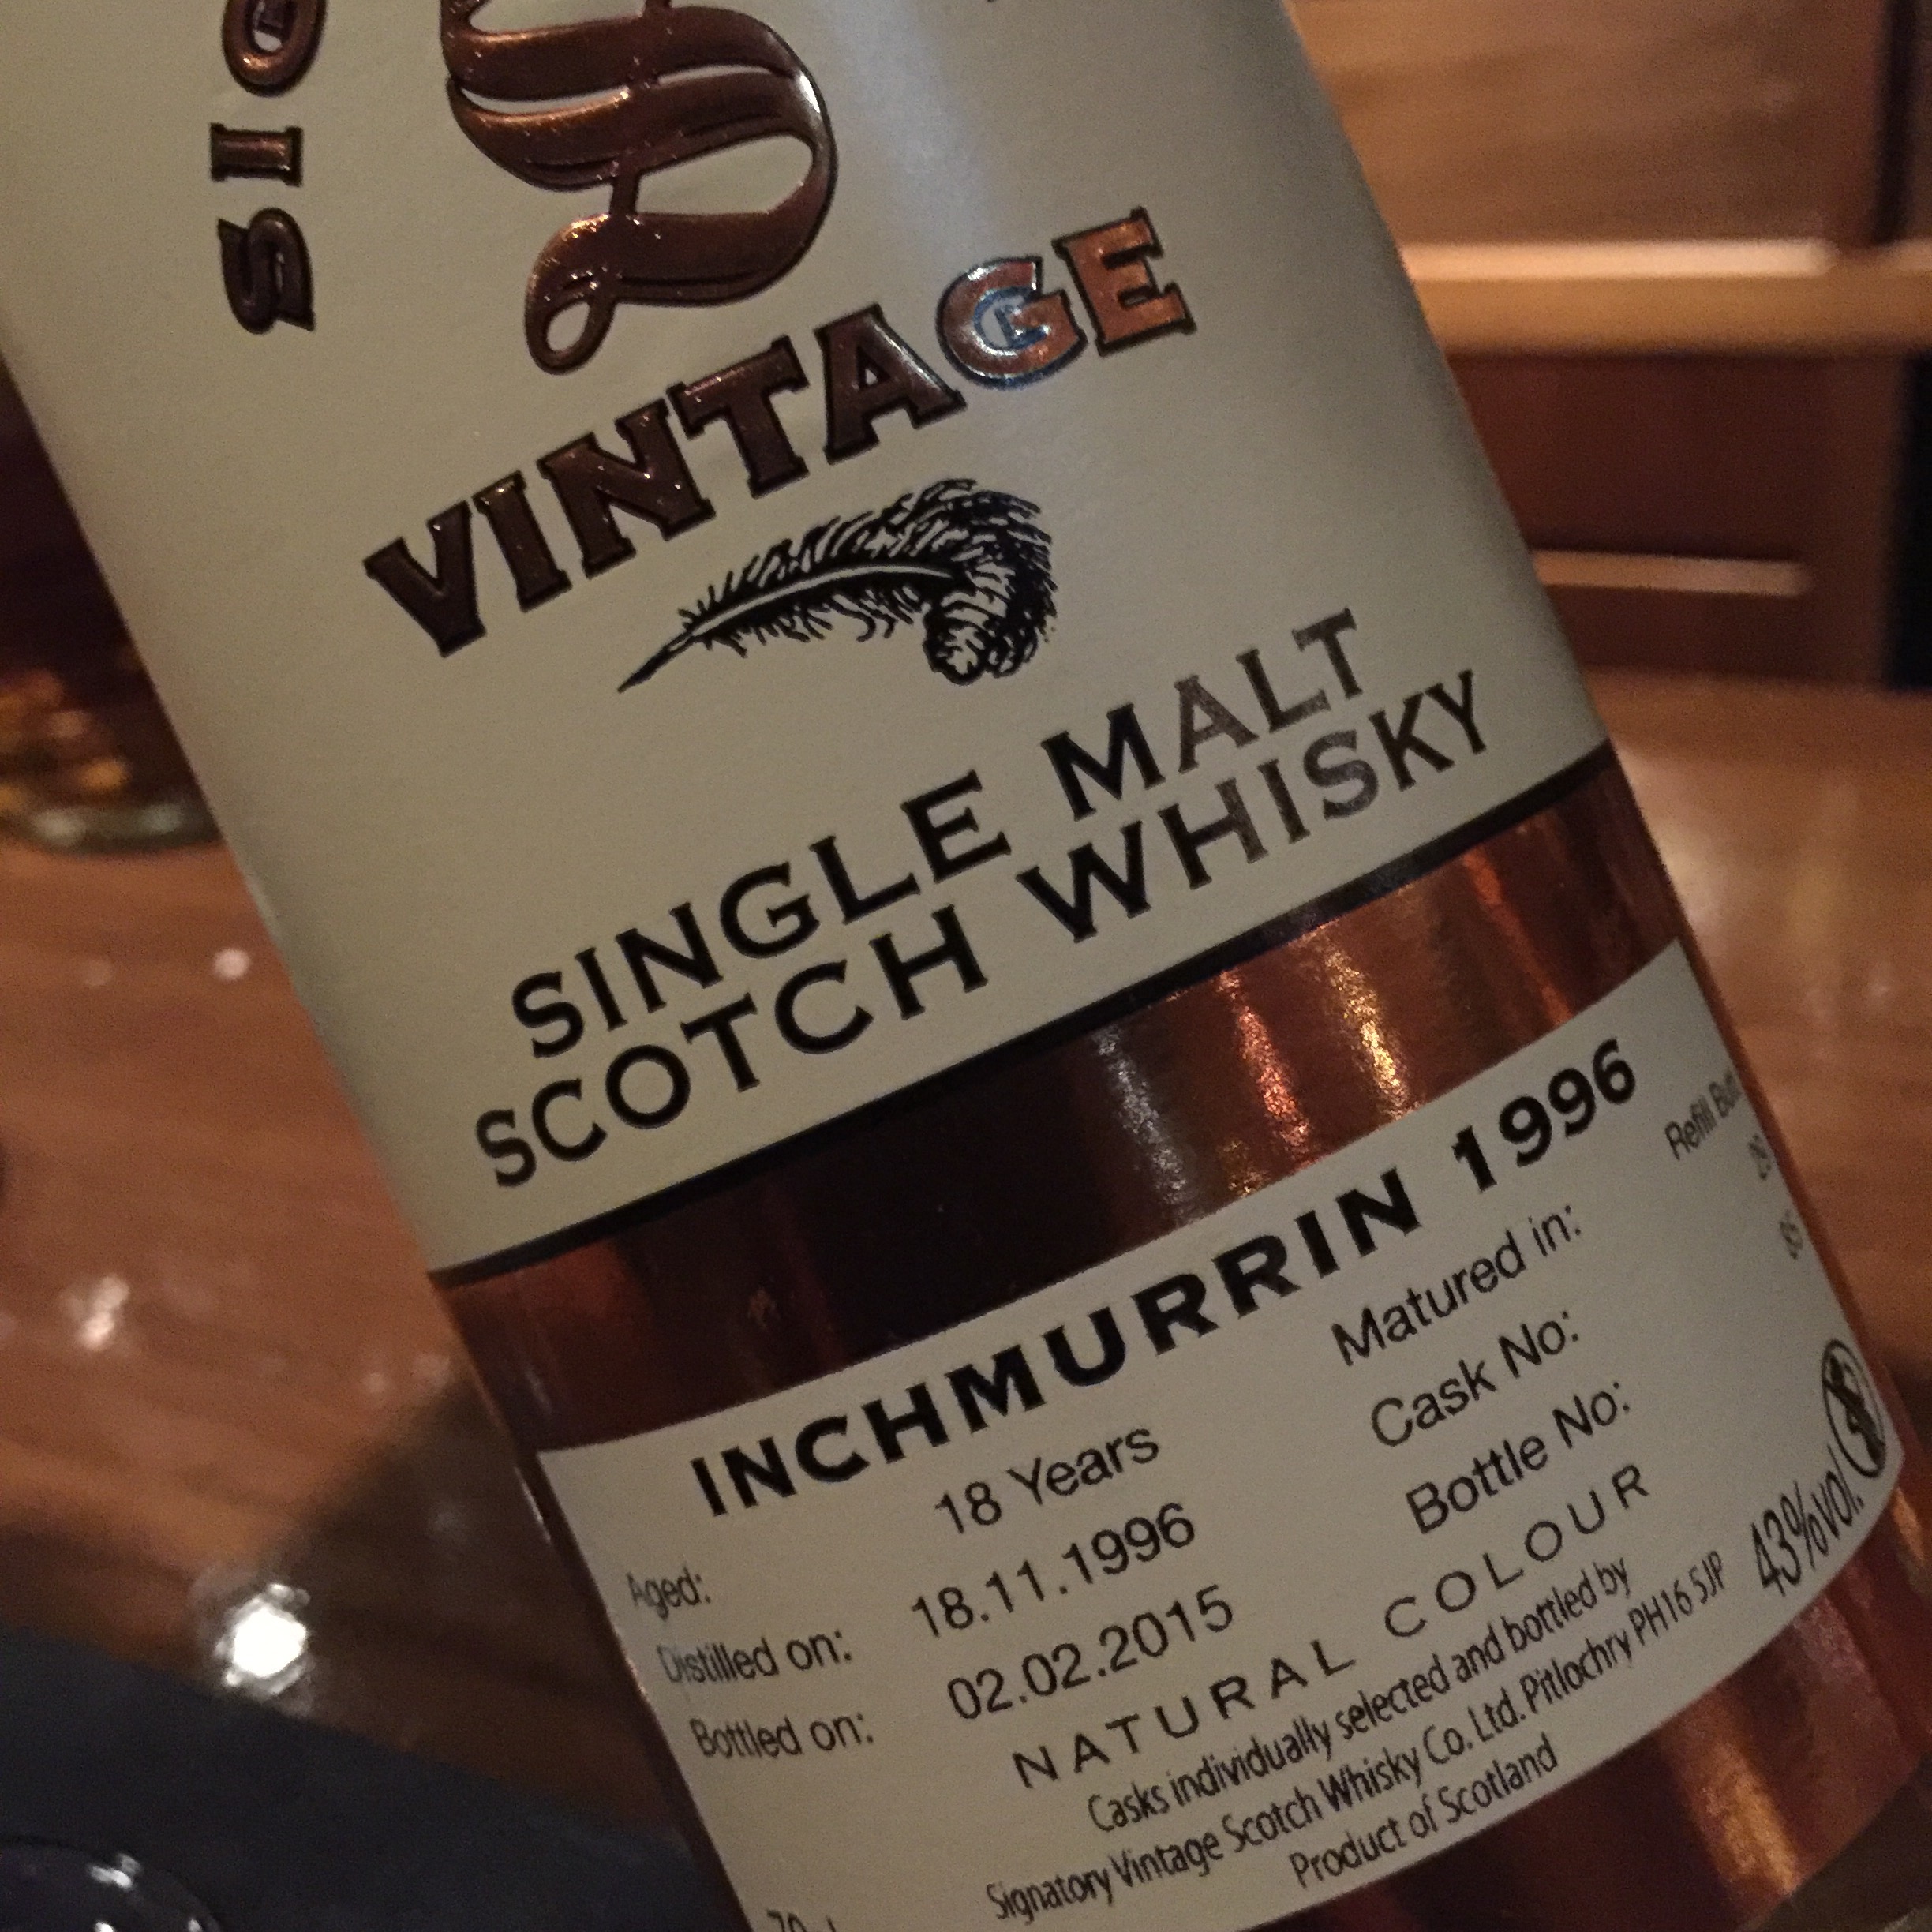 SIG
S
VINTAGE
SINGLE MALT
SCOTCH WHISKY
INCHMURRIN 1996
Aged: 18 Years
Distilled on: 18.11.1996
Bottled on: 02.02.2015
Matured in: Refill
Cask No:
Bottle No:
NATURAL COLOUR
Casks individually selected and bottled by
Signatory Vintage Scotch Whisky Co. Ltd. Pitlochry PH16 5JP
Product of Scotland
43%vol.